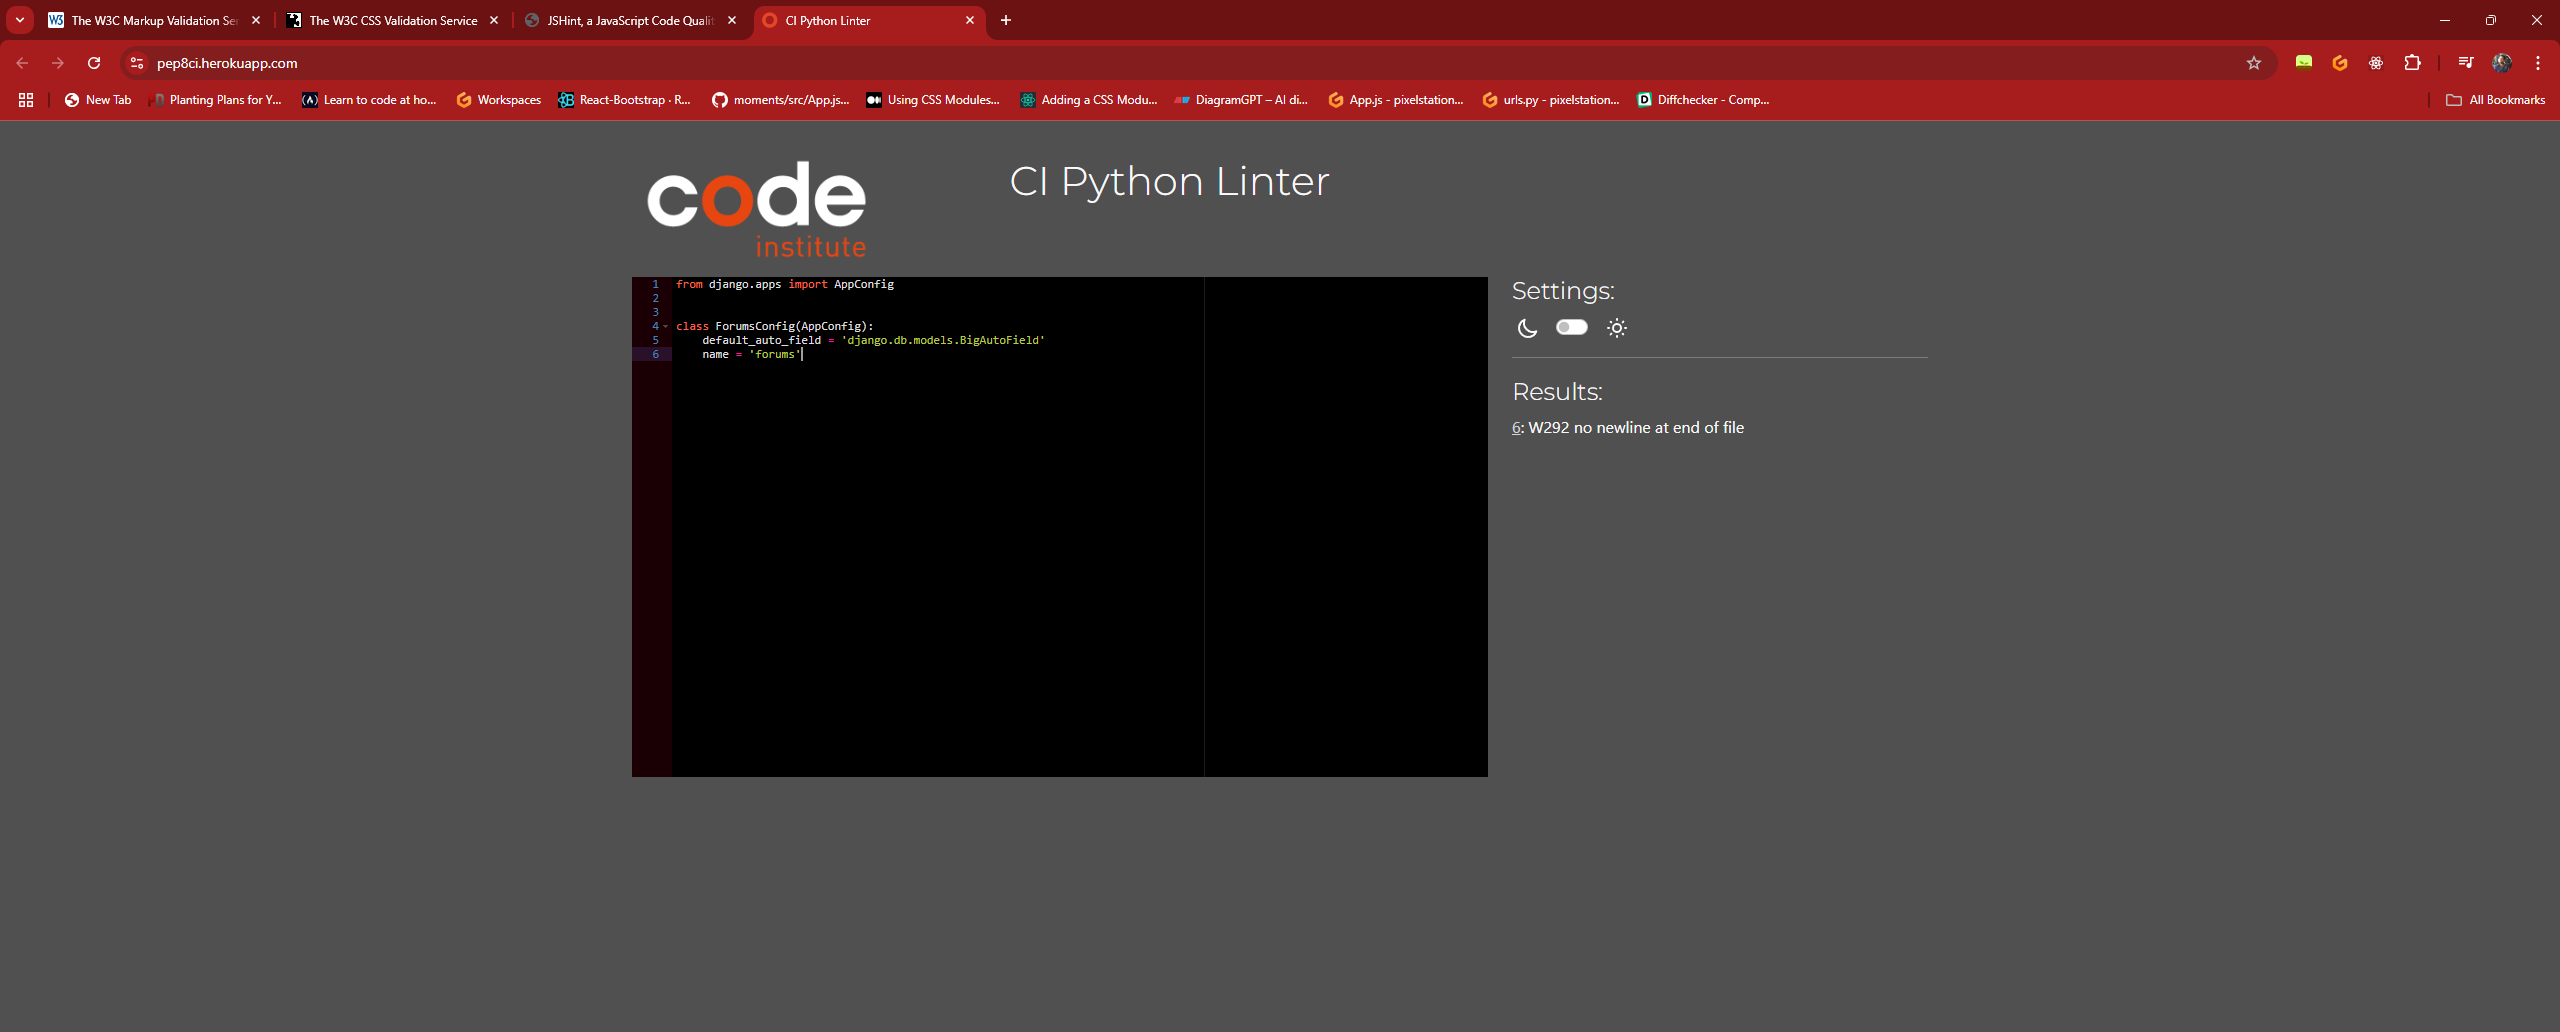 The W3C Markup Validation Se
The W3C CSS Validation Service
JSHint, a JavaScript Code Qualit
CI Python Linter
pep8ci.herokuapp.com
New Tab
Planting Plans for Y...
Learn to code at ho...
Workspaces
React-Bootstrap · R...
moments/src/App.js...
Using CSS Modules...
Adding a CSS Modu...
DiagramGPT – AI di...
App.js - pixelstation...
urls.py - pixelstation...
Diffchecker - Comp...
All Bookmarks
code
institute
CI Python Linter
1 from django.apps import AppConfig
2
3
4 class ForumsConfig(AppConfig):
5 default_auto_field = 'django.db.models.BigAutoField'
6 name = 'forums'
Settings:
Results:
6: W292 no newline at end of file